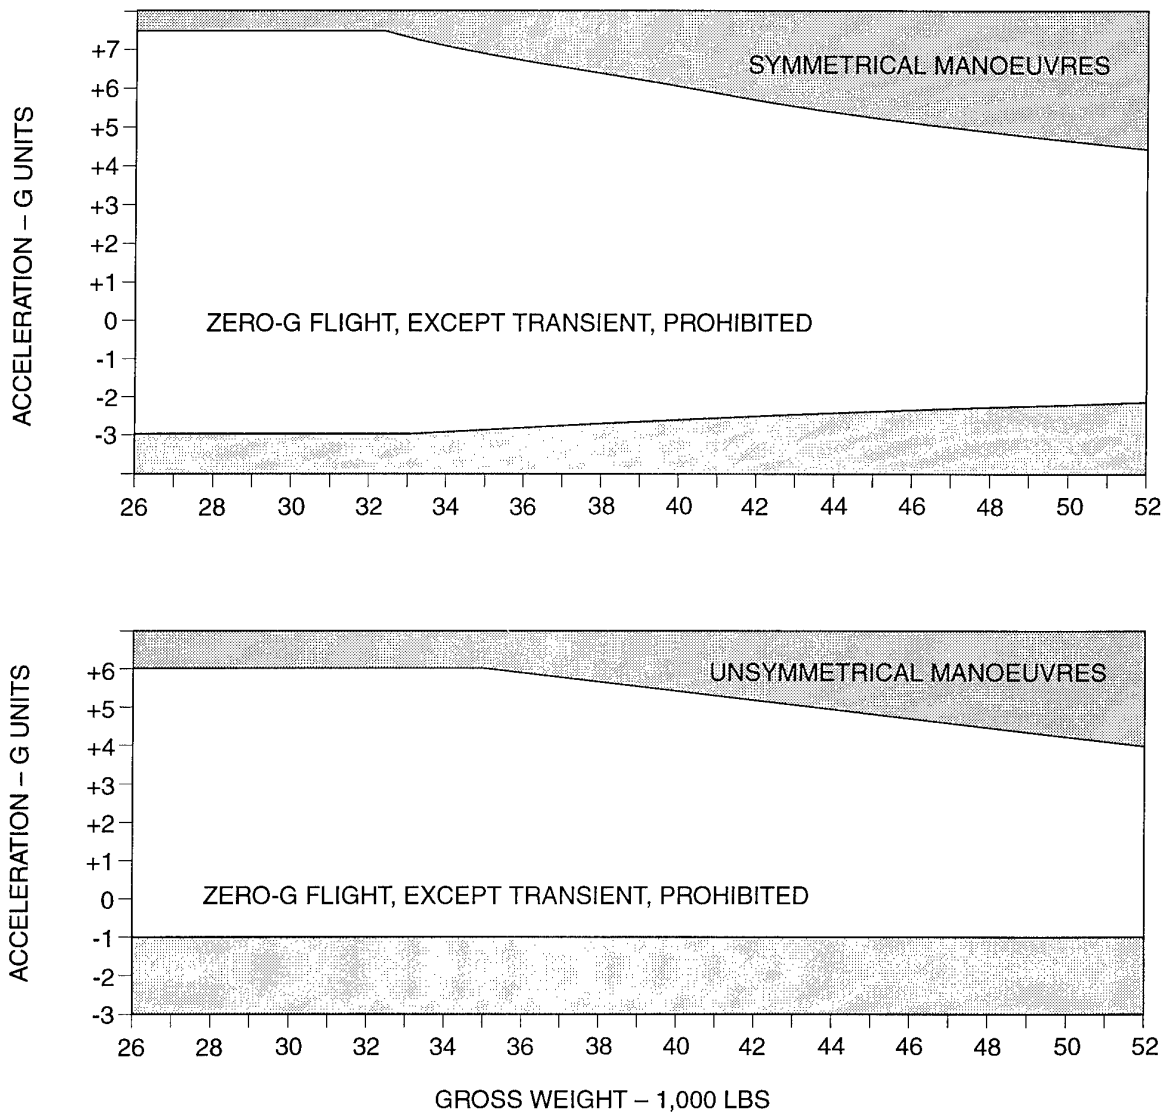 ACCELERATION – G UNITS
+7
+6
+5
+4
+3
+2
+1
0
-1
-2
-3
SYMMETRICAL MANOEUVRES
ZERO-G FLIGHT, EXCEPT TRANSIENT, PROHIBITED
26 28 30 32 34 36 38 40 42 44 46 48 50 52
ACCELERATION – G UNITS
+6
+5
+4
+3
+2
+1
0
-1
-2
-3
UNSYMMETRICAL MANOEUVRES
ZERO-G FLIGHT, EXCEPT TRANSIENT, PROHIBITED
26 28 30 32 34 36 38 40 42 44 46 48 50 52
GROSS WEIGHT – 1,000 LBS